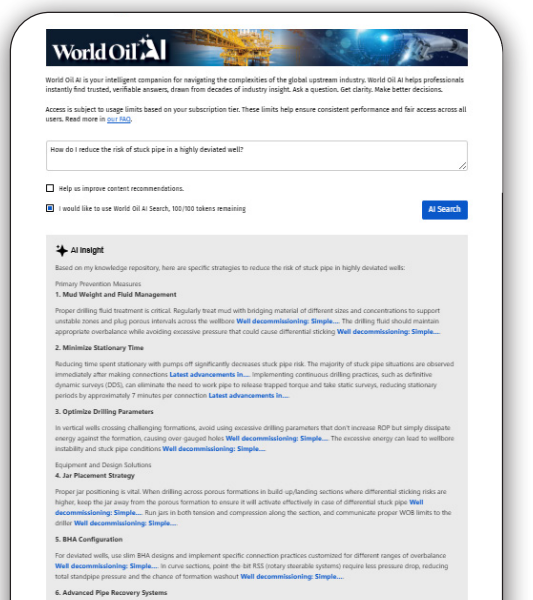 World Oil AI
World Oil AI is your intelligent companion for navigating the complexities of the global upstream industry. World Oil AI helps professionals
instantly find trusted, verifiable answers, drawn from decades of industry insight. Ask a question. Get clarity. Make better decisions.
Access is subject to usage limits based on your subscription tier. These limits help ensure consistent performance and fair access across all
users. Read more in our FAQ.
How do I reduce the risk of stuck pipe in a highly deviated well?
Help us improve content recommendations.
I would like to use World Oil AI Search, 100/100 tokens remaining
AI Search
AI Insight
Based on my knowledge repository, here are specific strategies to reduce the risk of stuck pipe in highly deviated wells:
Primary Prevention Measures
1. Mud Weight and Fluid Management
Proper drilling fluid treatment is critical. Regularly treat mud with bridging material of different sizes and concentrations to support
unstable zones and plug porous intervals across the wellbore Well decommissioning: Simple.... The drilling fluid should maintain
appropriate overbalance while avoiding excessive pressure that could cause differential sticking Well decommissioning: Simple....
2. Minimize Stationary Time
Reducing time spent stationary with pumps off significantly decreases stuck pipe risk. The majority of stuck pipe situations are observed
immediately after making connections Latest advancements in.... Implementing continuous drilling practices, such as definitive
dynamic surveys (DDS), can eliminate the need to work pipe to release trapped torque and take static surveys, reducing stationary
periods by approximately 7 minutes per connection Latest advancements in....
3. Optimize Drilling Parameters
In vertical wells crossing challenging formations, avoid using excessive drilling parameters that don't increase ROP but simply dissipate
energy against the formation, causing over-gauged holes Well decommissioning: Simple.... The excessive energy can lead to wellbore
instability and stuck pipe conditions Well decommissioning: Simple....
Equipment and Design Solutions
4. Jar Placement Strategy
Proper jar positioning is vital. When drilling across porous formations in build up/landing sections where differential sticking risks are
higher, keep the jar away from the porous formation to ensure it will activate effectively in case of differential stuck pipe Well
decommissioning: Simple.... Run jars in both tension and compression along the section, and communicate proper WOB limits to the
driller Well decommissioning: Simple....
5. BHA Configuration
For deviated wells, use slim BHA designs and implement specific connection practices customized for different ranges of overbalance
Well decommissioning: Simple.... In curve sections, point-the-bit RSS (rotary steerable systems) require less pressure drop, reducing
total standpipe pressure and the chance of formation washout Well decommissioning: Simple....
6. Advanced Pipe Recovery Systems